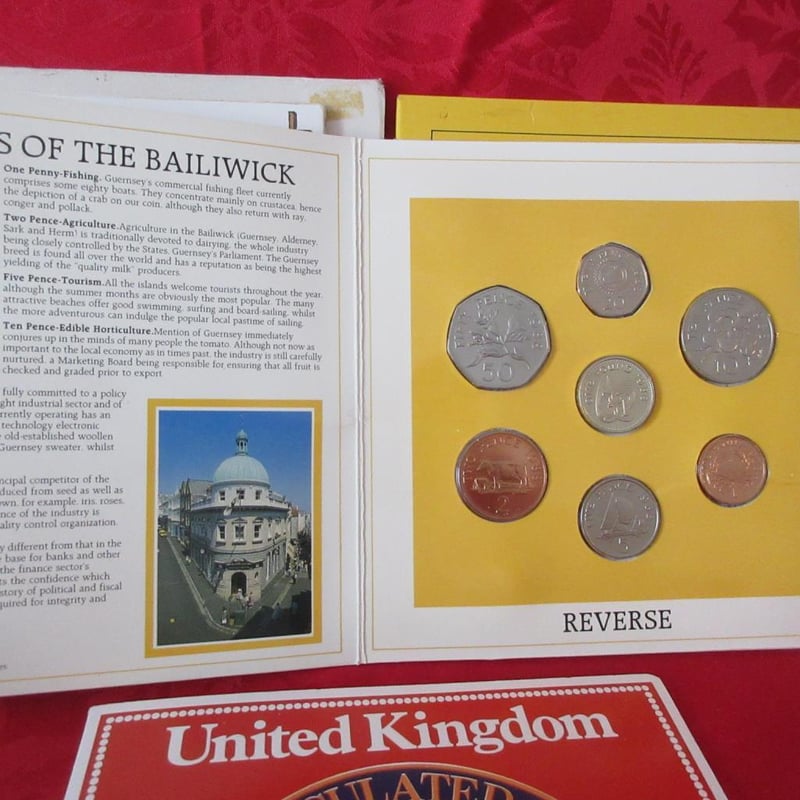 S OF THE BAILIWICK
One Penny-Fishing. Guernsey's commercial fishing fleet currently
comprises some eighty boats. They concentrate mainly on crustacea, hence
the depiction of a crab on our coin, although they also return with ray,
conger and pollack.
Two Pence-Agriculture.Agriculture in the Bailiwick (Guernsey, Alderney,
Sark and Herm) is traditionally devoted to dairying, the whole industry
being closely controlled by the States, Guernsey's Parliament. The Guernsey
breed is found all over the world and has a reputation as being the highest
yielding of the "quality milk" producers.
Five Pence-Tourism.All the islands welcome tourists throughout the year,
although the summer months are obviously the most popular. The many
attractive beaches offer good swimming, surfing and board-sailing, whilst
the more adventurous can indulge the popular local pastime of sailing.
Ten Pence-Edible Horticulture.Mention of Guernsey immediately
conjures up in the minds of many people the tomato. Although not now as
important to the local economy as in times past, the industry is still carefully
nurtured, a Marketing Board being responsible for ensuring that all fruit is
checked and graded prior to export.
fully committed to a policy
ght industrial sector and of
rrently operating has an
technology electronic
old-established woollen
Guernsey sweater, whilst
ncipal competitor of the
duced from seed as well as
own, for example, iris, roses,
nce of the industry is
ality control organization.
y different from that in the
base for banks and other
the finance sector's
ts the confidence which
story of political and fiscal
quired for integrity and
FIFTY PENCE
50
20
10
2
5
1
REVERSE
United Kingdom
CULATED